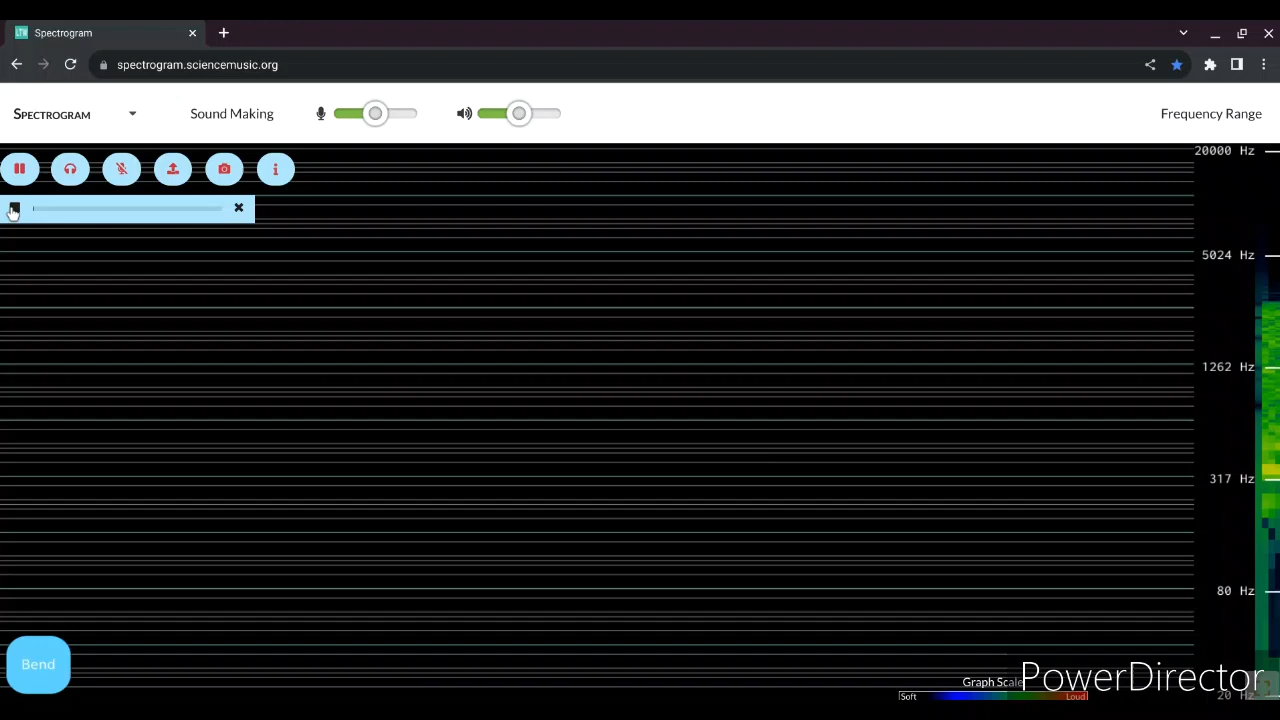 LTW Spectrogram
spectrogram.sciencemusic.org
Spectrogram
Sound Making
Frequency Range
20000 Hz
5024 Hz
1262 Hz
317 Hz
80 Hz
Bend
Graph Scale
PowerDirector
Soft
Loud
20 Hz